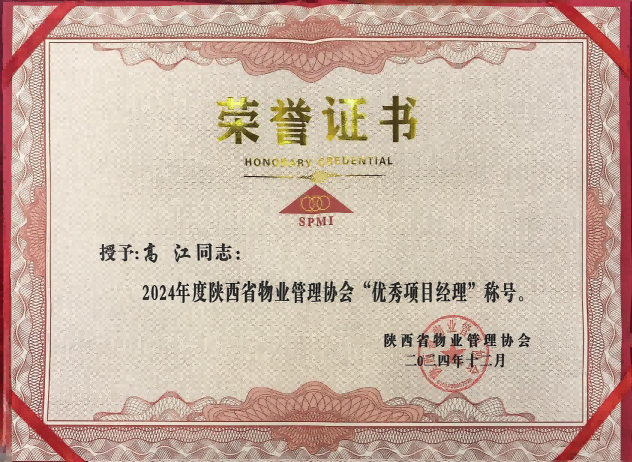 荣誉证书
HONORARY CREDENTIAL
SPMI
授予:高 江同志:
2024年度陕西省物业管理协会“优秀项目经理”称号。
陕西省物业管理协会
二〇二四年十二月